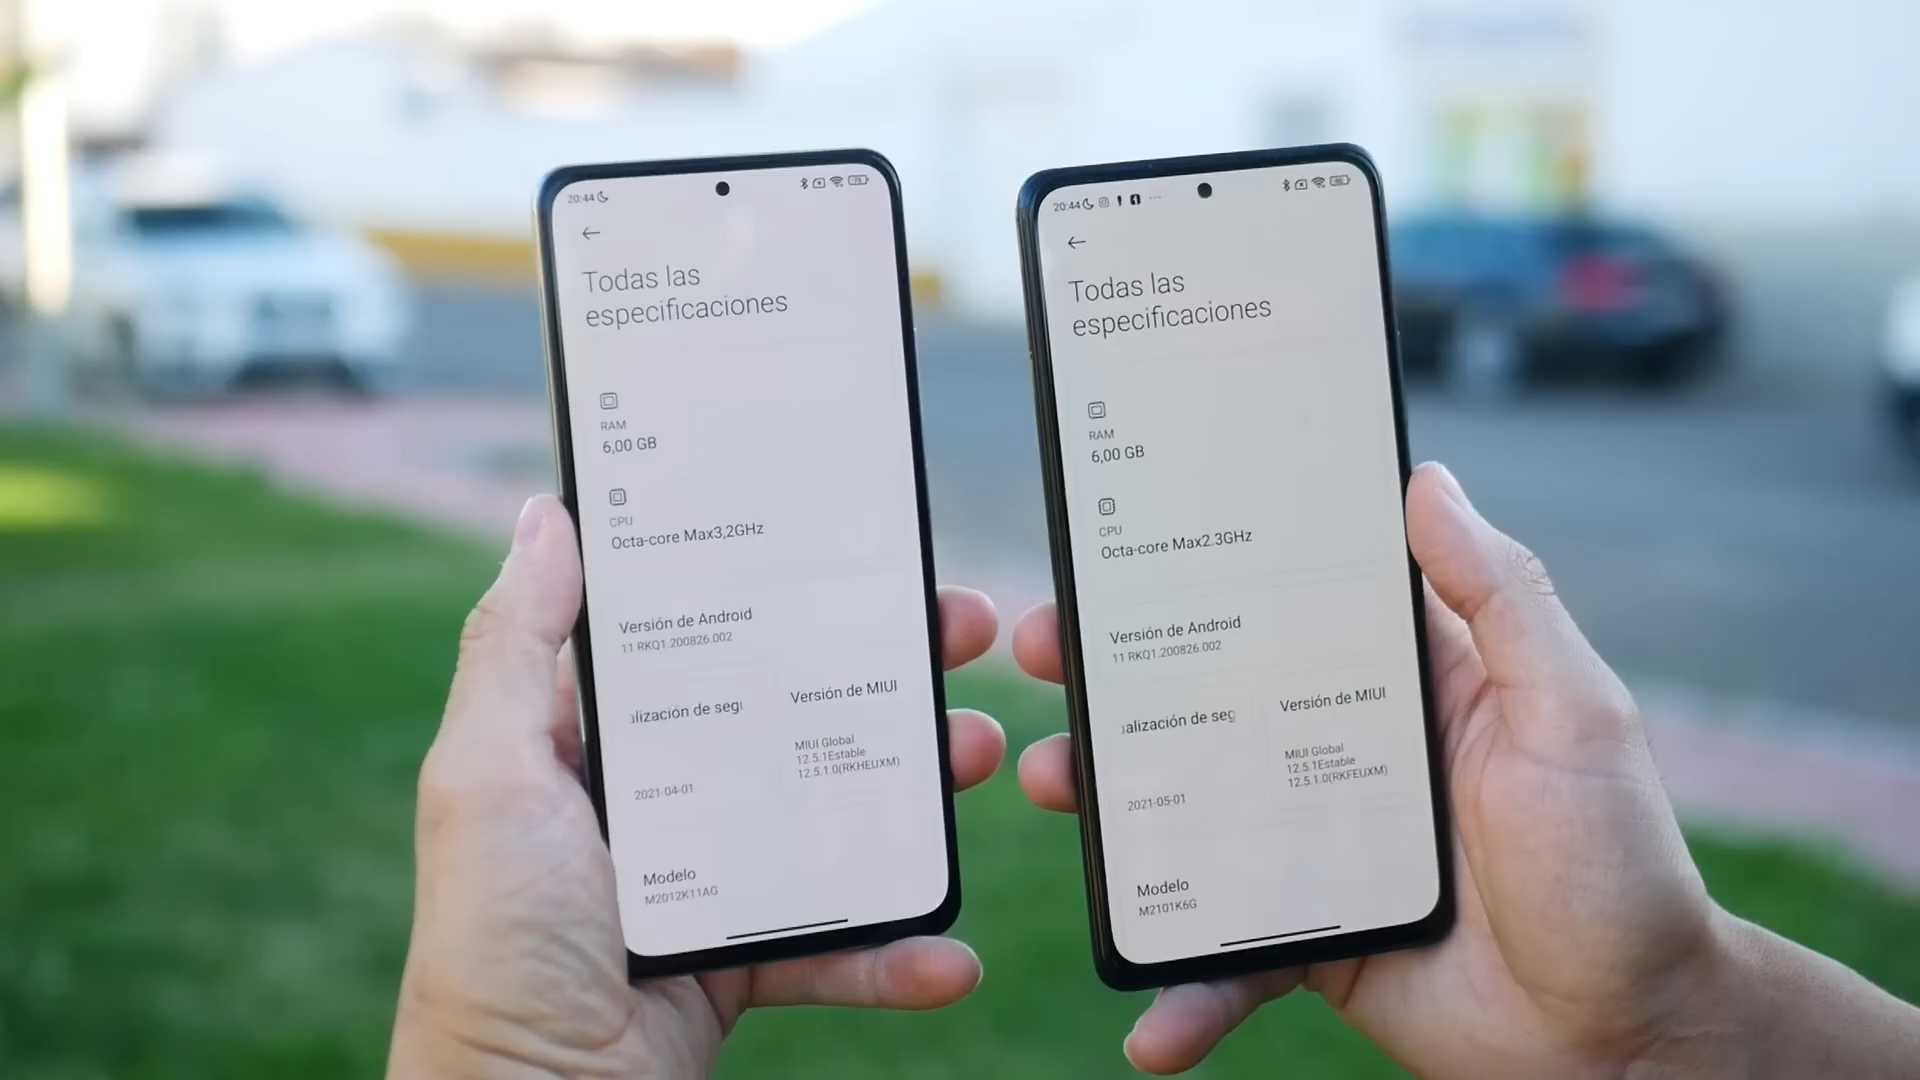 20:44
Todas las
especificaciones
RAM
6,00 GB
CPU
Octa-core Max3,2GHz
Versión de Android
11 RKQ1.200826.002
alización de segu
2021-04-01
Versión de MIUI
MIUI Global
12.5.1Estable
12.5.1.0(RKHEUXM)
Modelo
M2012K11AG
20:44
Todas las
especificaciones
RAM
6,00 GB
CPU
Octa-core Max2.3GHz
Versión de Android
11 RKQ1.200826.002
alización de seg
2021-05-01
Versión de MIUI
MIUI Global
12.5.1Estable
12.5.1.0(RKFEUXM)
Modelo
M2101K6G